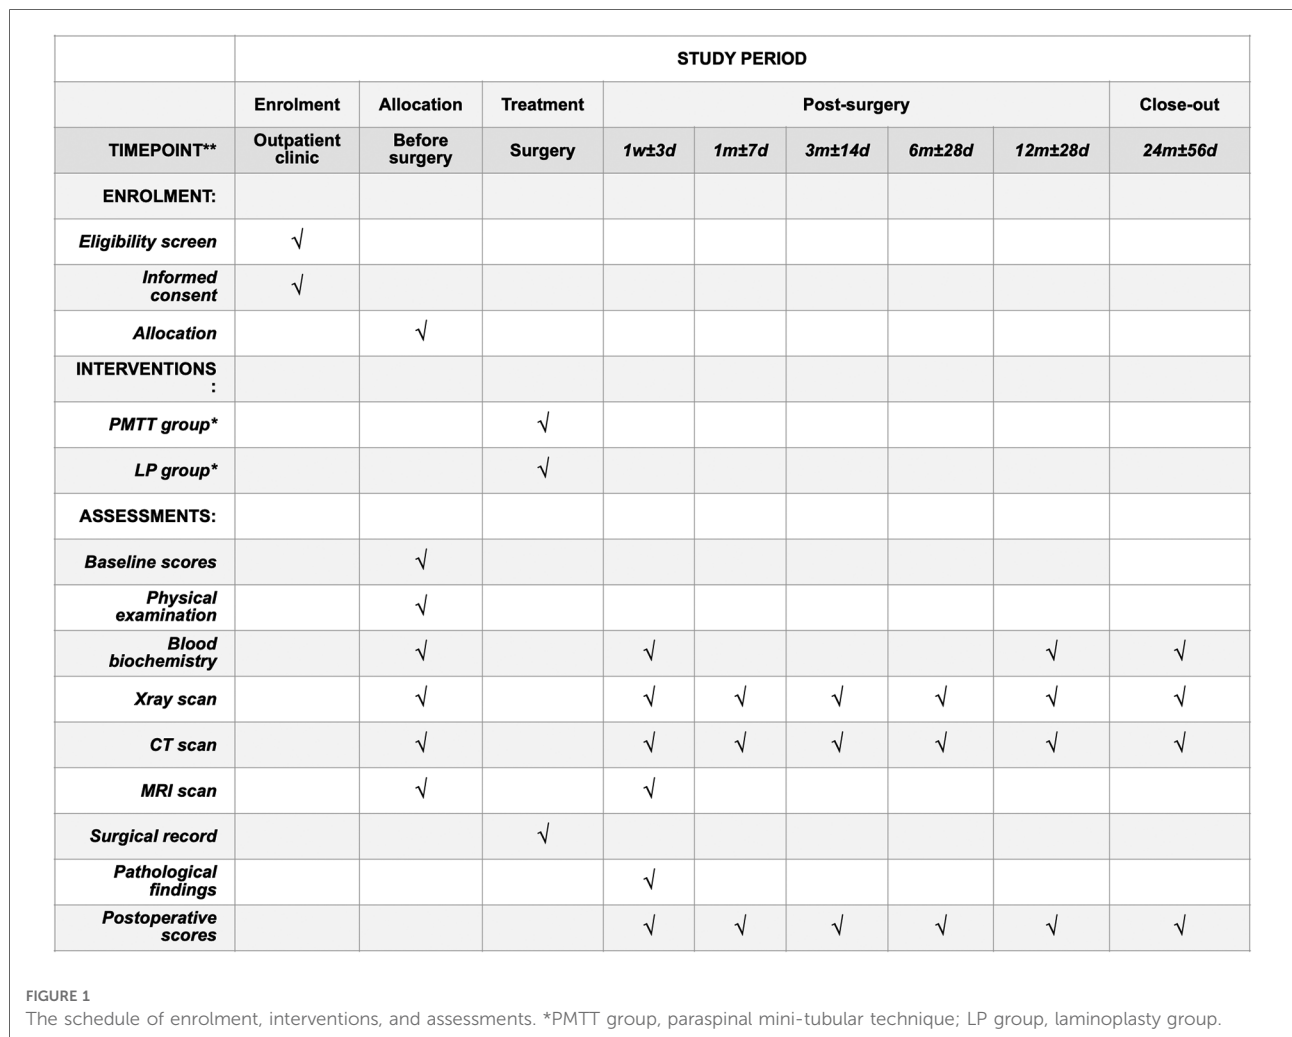 STUDY PERIOD
Enrolment Allocation Treatment Post-surgery Close-out
TIMEPOINT** Outpatient clinic Before surgery Surgery 1w±3d 1m±7d 3m±14d 6m±28d 12m±28d 24m±56d
ENROLMENT:
Eligibility screen √
Informed
consent √
Allocation √
INTERVENTIONS
:
PMTT group* √
LP group* √
ASSESSMENTS:
Baseline scores √
Physical
examination √
Blood
biochemistry √ √ √ √
Xray scan √ √ √ √ √ √ √
CT scan √ √ √ √ √ √ √
MRI scan √ √
Surgical record √
Pathological
findings √
Postoperative
scores √ √ √ √ √ √
FIGURE 1
The schedule of enrolment, interventions, and assessments. *PMTT group, paraspinal mini-tubular technique; LP group, laminoplasty group.